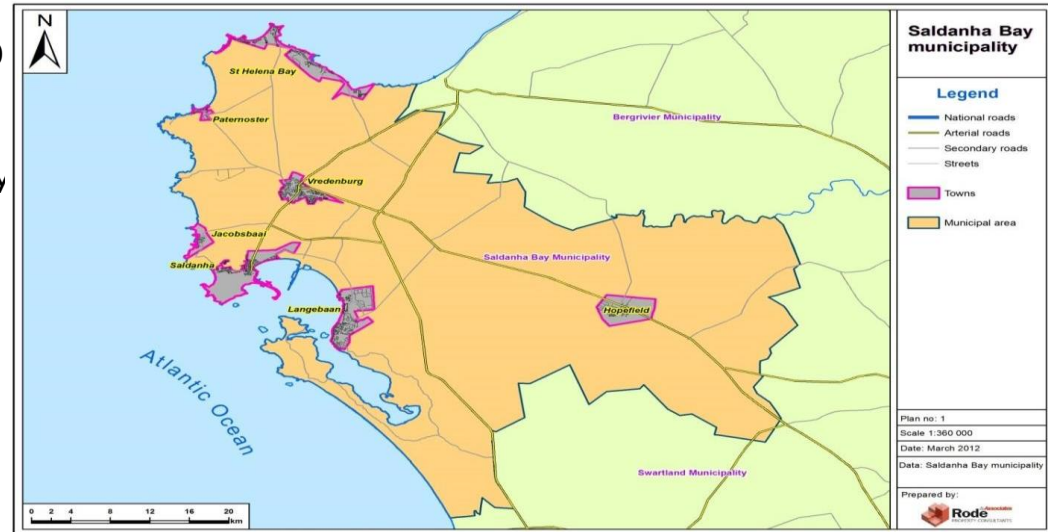 N
St Helena Bay
Paternoster
Bergrivier Municipality
Vredenburg
Jacobsbaai
Saldanha
Saldanha Bay Municipality
Langebaan
Hopefield
Atlantic Ocean
Swartland Municipality
0 2 4 8 12 16 20
km
Saldanha Bay
municipality
Legend
National roads
Arterial roads
Secondary roads
Streets
Towns
Municipal area
Plan no: 1
Scale 1:360 000
Date: March 2012
Data: Saldanha Bay municipality
Prepared by:
Rode & Associates
PROPERTY CONSULTANTS